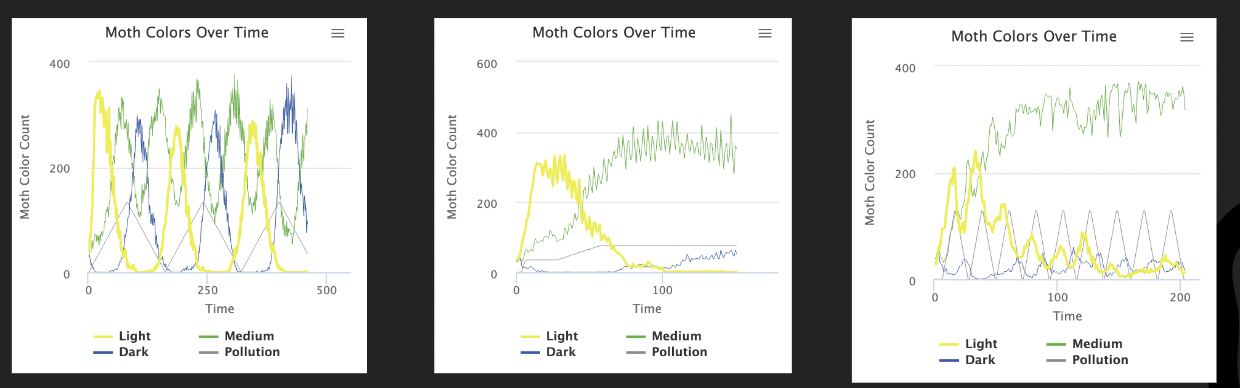 Moth Colors Over Time
400
200
0
Moth Color Count
0 250 500
Time
Light Medium
Dark Pollution
Moth Colors Over Time
600
400
200
0
Moth Color Count
0 100
Time
Light Medium
Dark Pollution
Moth Colors Over Time
400
200
0
Moth Color Count
0 100 200
Time
Light Medium
Dark Pollution